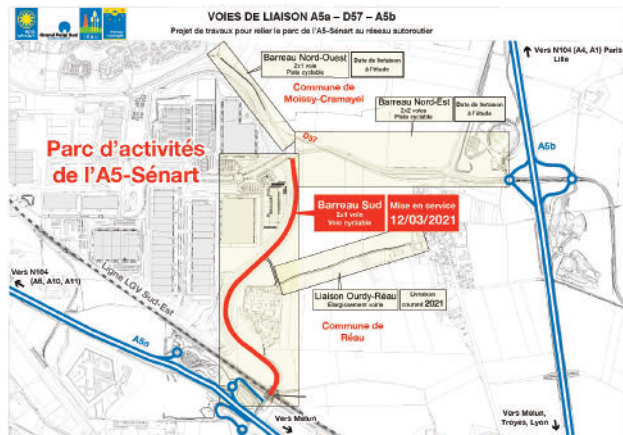 VOIES DE LIAISON A5a – D57 – A5b
Projet de travaux pour relier le parc de l'A5-Sénart au réseau autoroutier
Grand Paris Sud
Vers N104 (A4, A1) Paris
Lille
Barreau Nord-Ouest
2x1 voie
Piste cyclable
Date de livraison
à l'étude
Commune de
Moissy-Cramayel
Barreau Nord-Est
2x2 voies
Piste cyclable
Date de livraison
à l'étude
D57
A5b
Parc d'activités
de l'A5-Sénart
Barreau Sud
2x1 voie
Voie cyclable
Mise en service
12/03/2021
Vers N104
(A6, A10, A11)
Ligne LGV Sud-Est
Liaison Ourdy-Réau
Élargissement voirie
Livraison
courant 2021
Commune de
Réau
A5a
Vers Melun
Vers Melun,
Troyes, Lyon